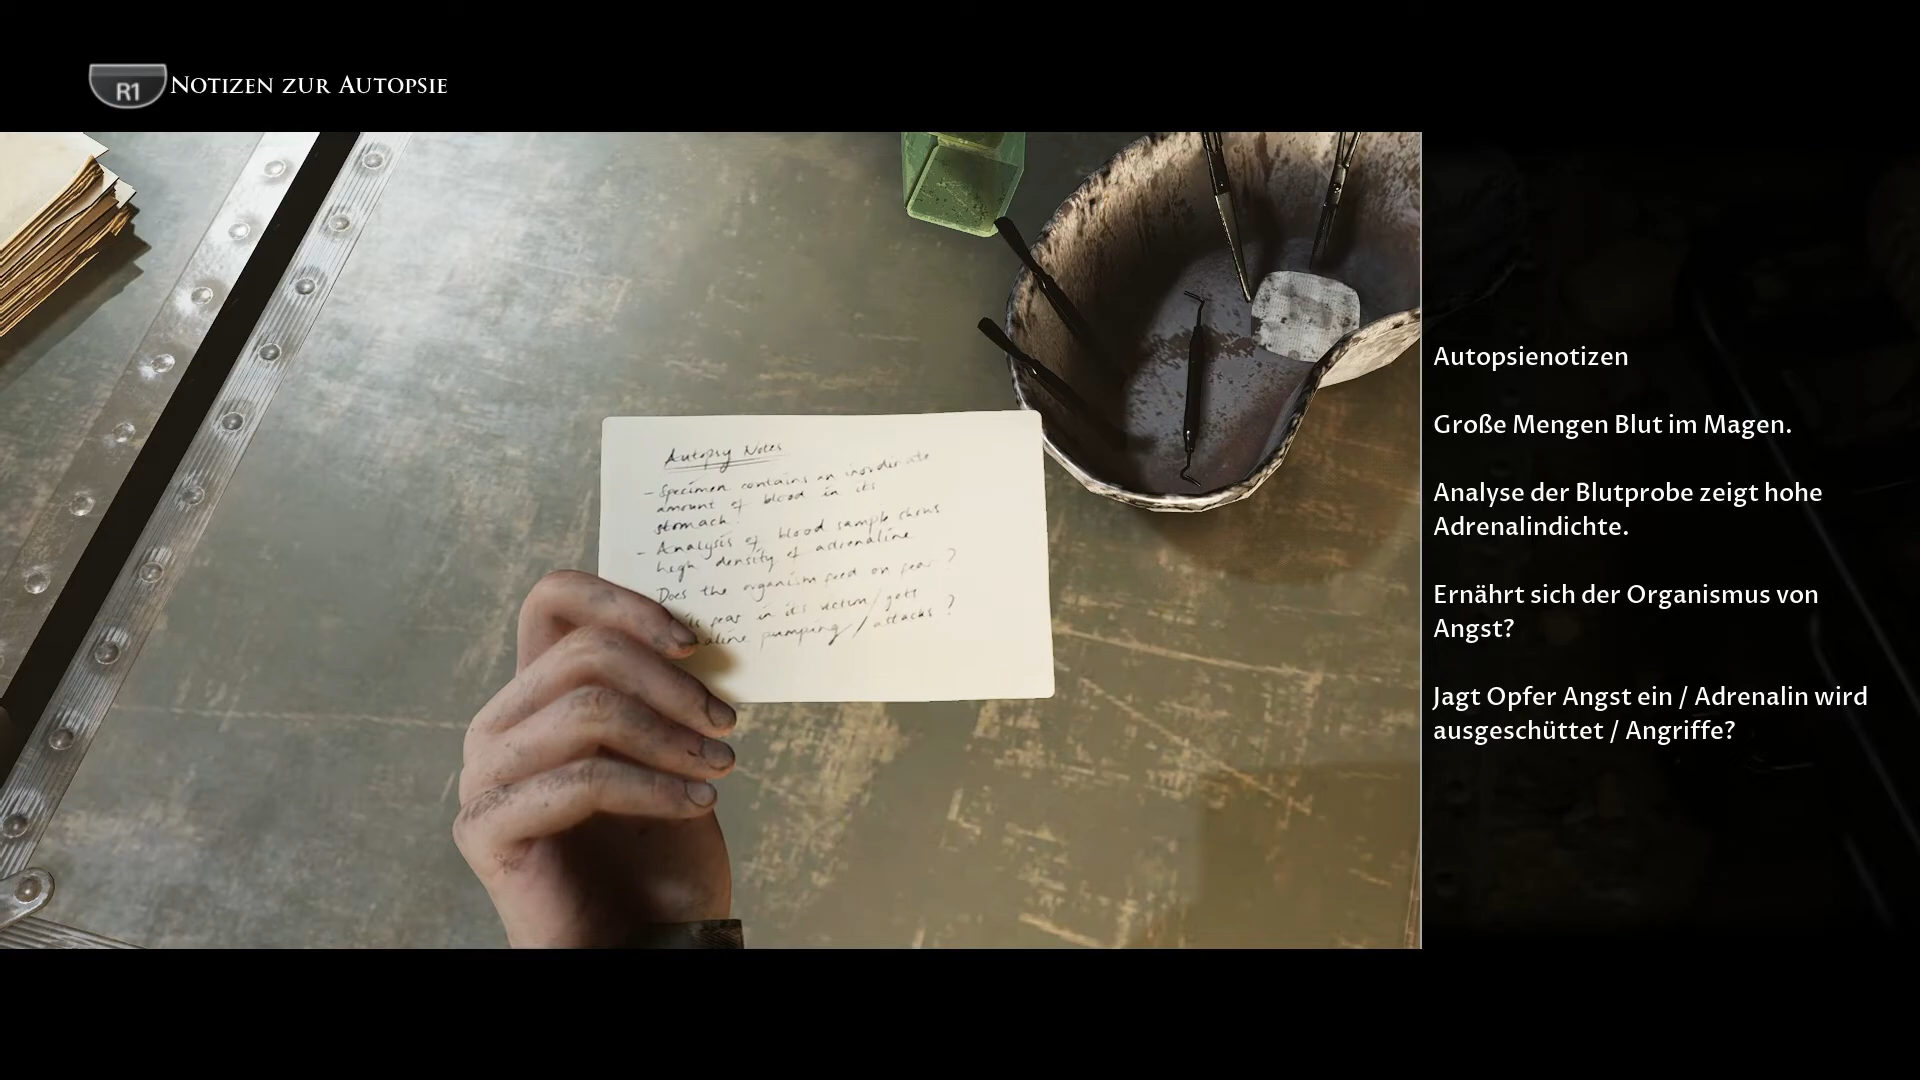 R1 NOTIZEN ZUR AUTOPSIE
Autopsy Notes
- Specimen contains an inordinate
amount of blood in its
stomach.
- Analysis of blood sample shows
high density of adrenaline
Does the organism feed on fear?
fear in its victim/gets
pumping/attacks?
Autopsienotizen
Große Mengen Blut im Magen.
Analyse der Blutprobe zeigt hohe
Adrenalindichte.
Ernährt sich der Organismus von
Angst?
Jagt Opfer Angst ein / Adrenalin wird
ausgeschüttet / Angriffe?